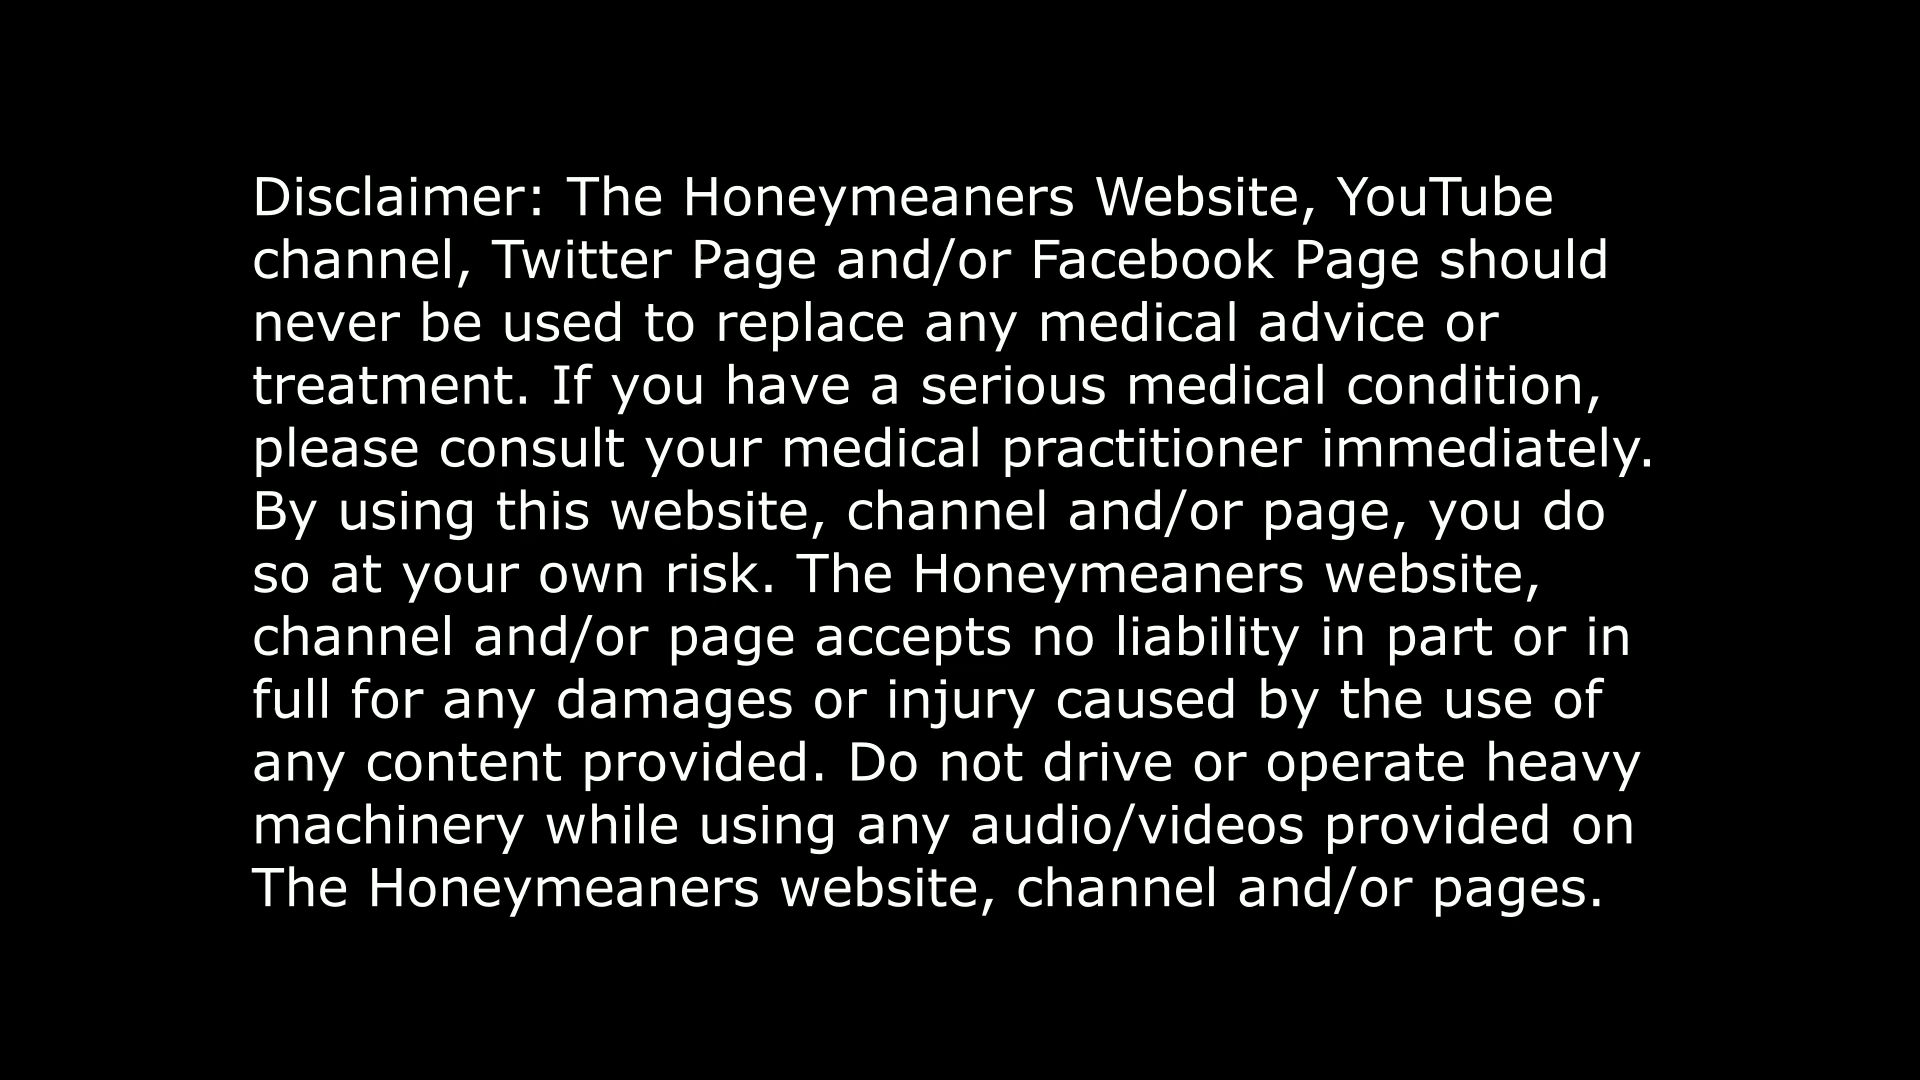 Disclaimer: The Honeymeaners Website, YouTube
channel, Twitter Page and/or Facebook Page should
never be used to replace any medical advice or
treatment. If you have a serious medical condition,
please consult your medical practitioner immediately.
By using this website, channel and/or page, you do
so at your own risk. The Honeymeaners website,
channel and/or page accepts no liability in part or in
full for any damages or injury caused by the use of
any content provided. Do not drive or operate heavy
machinery while using any audio/videos provided on
The Honeymeaners website, channel and/or pages.